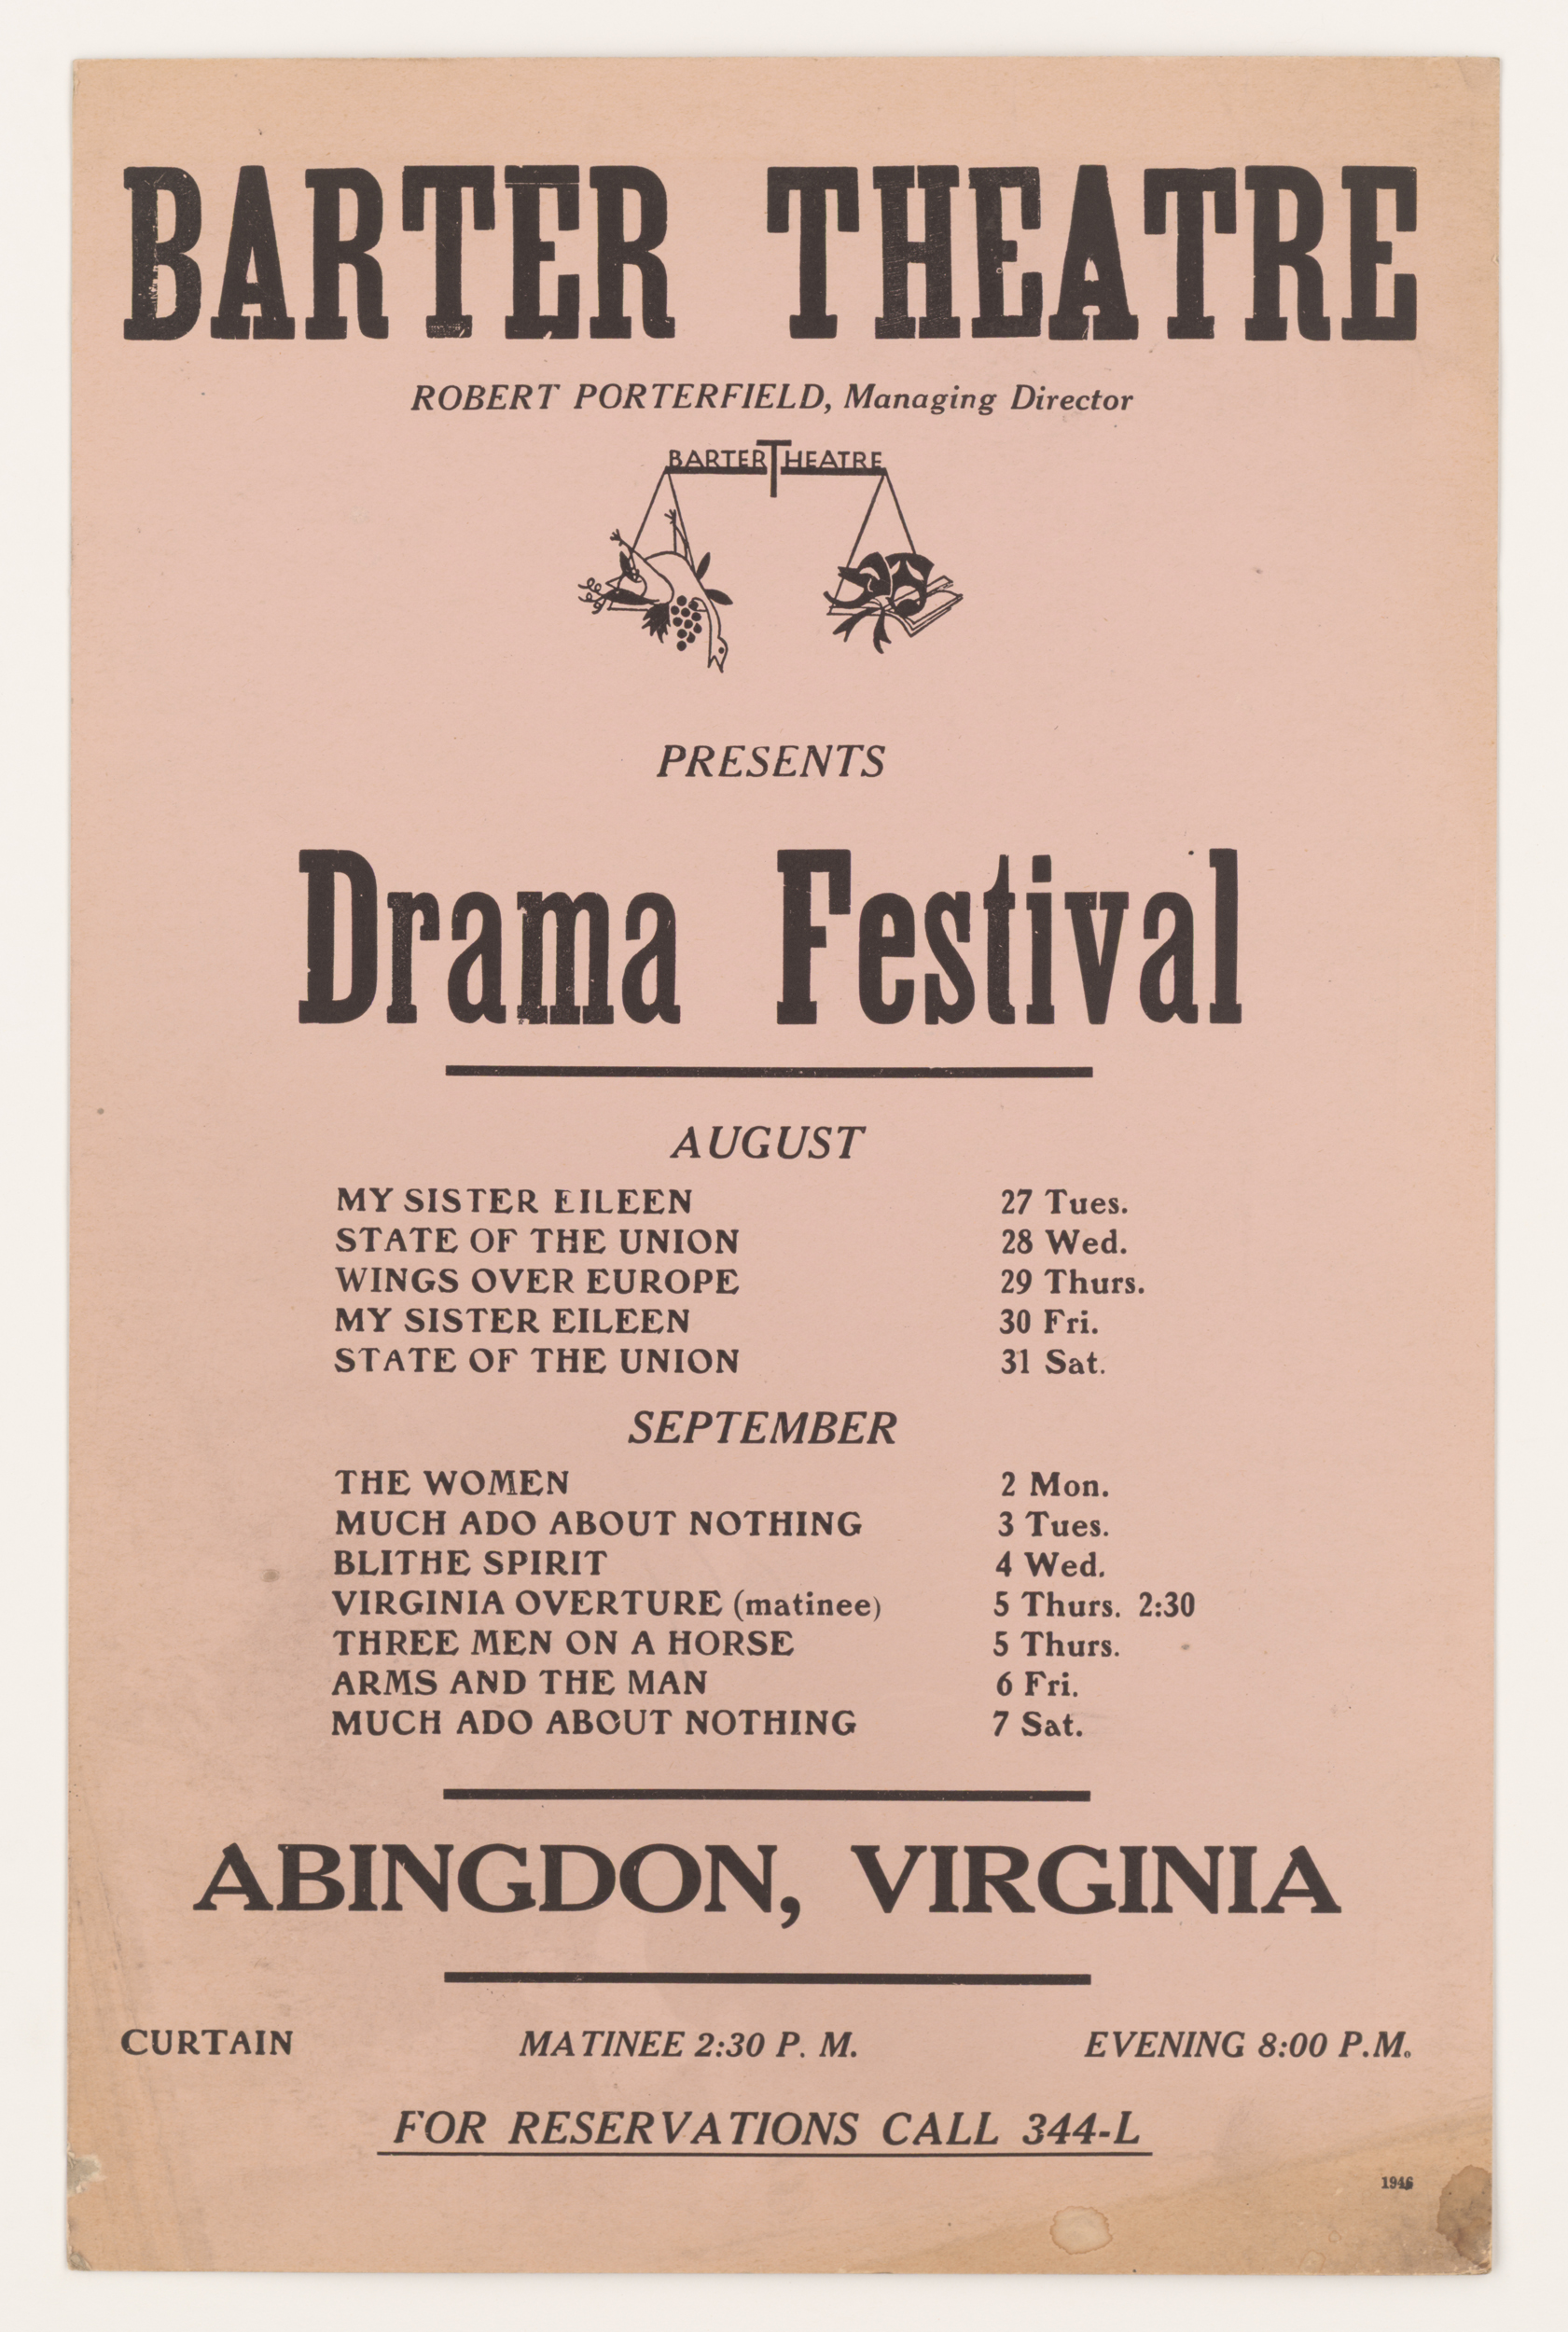 BARTER THEATRE
ROBERT PORTERFIELD, Managing Director
BARTER THEATRE
PRESENTS
Drama Festival
AUGUST
MY SISTER EILEEN 27 Tues.
STATE OF THE UNION 28 Wed.
WINGS OVER EUROPE 29 Thurs.
MY SISTER EILEEN 30 Fri.
STATE OF THE UNION 31 Sat.
SEPTEMBER
THE WOMEN 2 Mon.
MUCH ADO ABOUT NOTHING 3 Tues.
BLITHE SPIRIT 4 Wed.
VIRGINIA OVERTURE (matinee) 5 Thurs. 2:30
THREE MEN ON A HORSE 5 Thurs.
ARMS AND THE MAN 6 Fri.
MUCH ADO ABOUT NOTHING 7 Sat.
ABINGDON, VIRGINIA
CURTAIN MATINEE 2:30 P. M. EVENING 8:00 P.M.
FOR RESERVATIONS CALL 344-L
1946